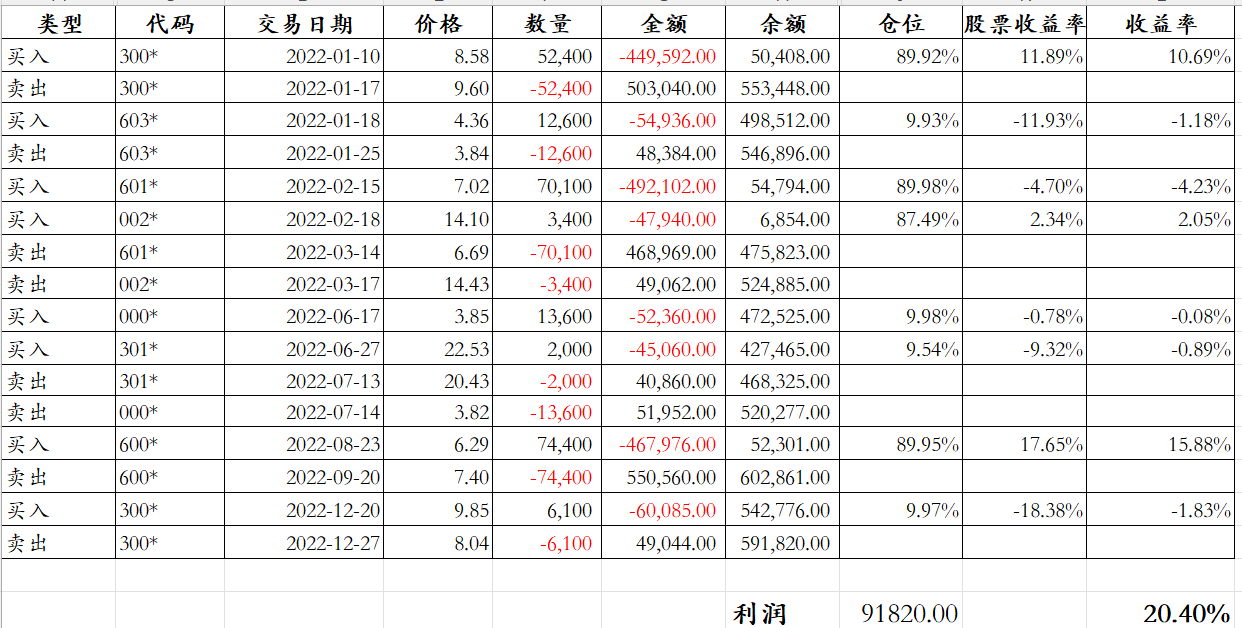 类型 代码 交易日期 价格 数量 金额 余额 仓位 股票收益率 收益率
买入 300* 2022-01-10 8.58 52,400 -449,592.00 50,408.00 89.92% 11.89% 10.69%
卖出 300* 2022-01-17 9.60 -52,400 503,040.00 553,448.00
买入 603* 2022-01-18 4.36 12,600 -54,936.00 498,512.00 9.93% -11.93% -1.18%
卖出 603* 2022-01-25 3.84 -12,600 48,384.00 546,896.00
买入 601* 2022-02-15 7.02 70,100 -492,102.00 54,794.00 89.98% -4.70% -4.23%
买入 002* 2022-02-18 14.10 3,400 -47,940.00 6,854.00 87.49% 2.34% 2.05%
卖出 601* 2022-03-14 6.69 -70,100 468,969.00 475,823.00
卖出 002* 2022-03-17 14.43 -3,400 49,062.00 524,885.00
买入 000* 2022-06-17 3.85 13,600 -52,360.00 472,525.00 9.98% -0.78% -0.08%
买入 301* 2022-06-27 22.53 2,000 -45,060.00 427,465.00 9.54% -9.32% -0.89%
卖出 301* 2022-07-13 20.43 -2,000 40,860.00 468,325.00
卖出 000* 2022-07-14 3.82 -13,600 51,952.00 520,277.00
买入 600* 2022-08-23 6.29 74,400 -467,976.00 52,301.00 89.95% 17.65% 15.88%
卖出 600* 2022-09-20 7.40 -74,400 550,560.00 602,861.00
买入 300* 2022-12-20 9.85 6,100 -60,085.00 542,776.00 9.97% -18.38% -1.83%
卖出 300* 2022-12-27 8.04 -6,100 49,044.00 591,820.00
利润 91820.00 20.40%